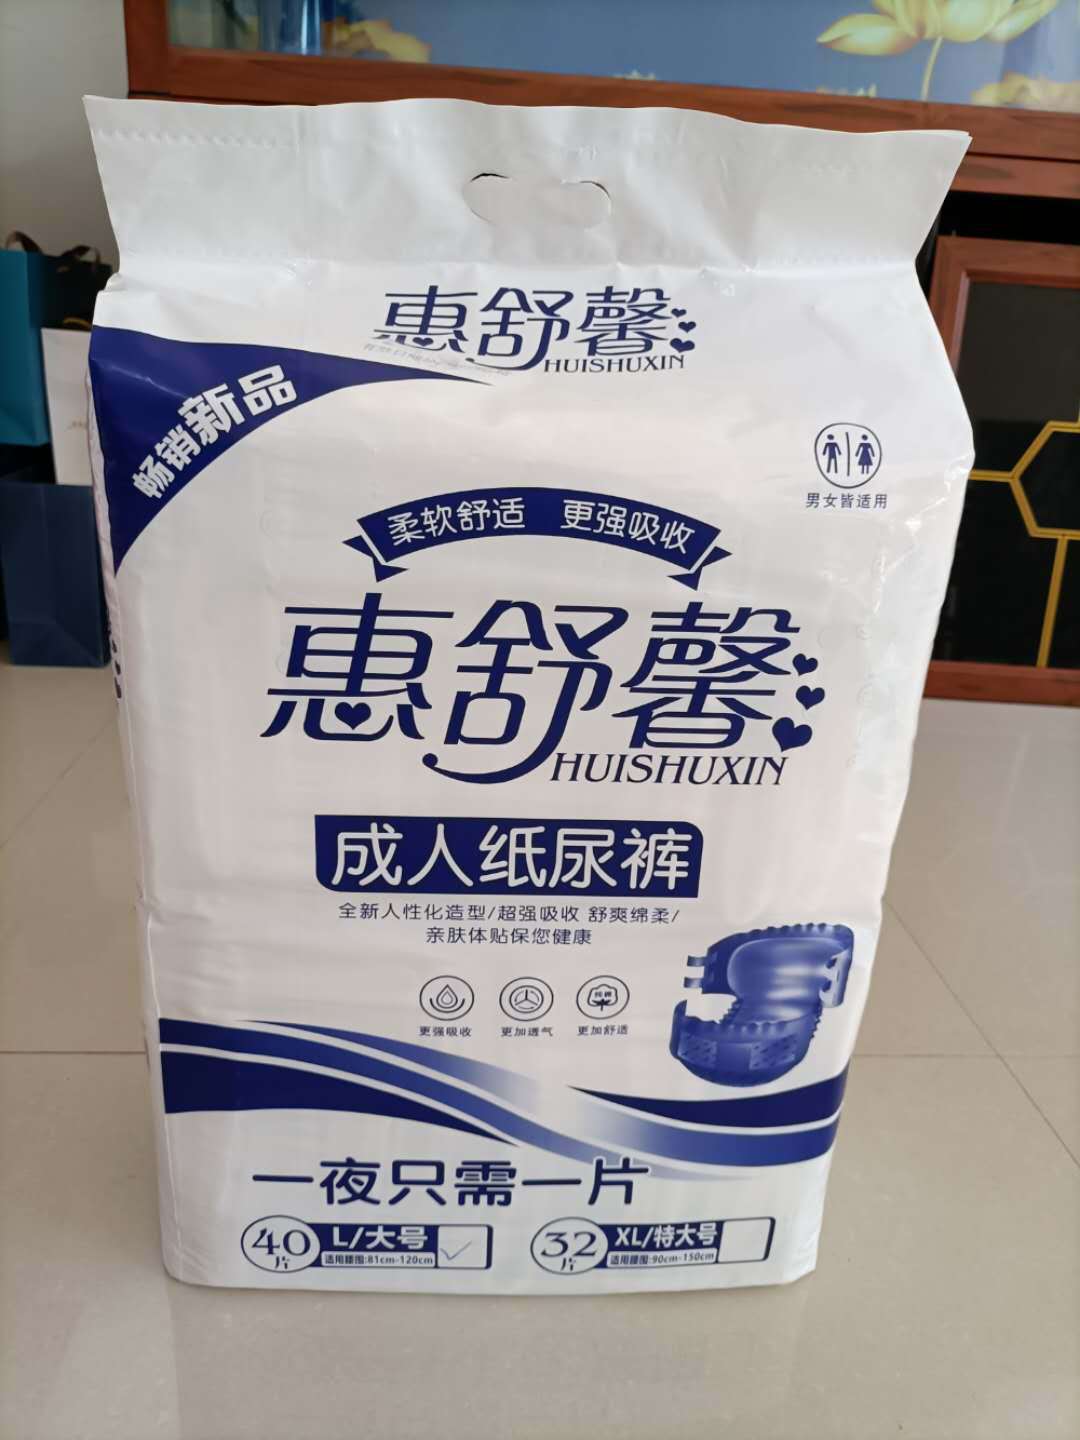 惠舒馨
HUISHUXIN
畅销新品
男女皆适用
柔软舒适 更强吸收
惠舒馨
HUISHUXIN
成人纸尿裤
全新人性化造型/超强吸收 舒爽绵柔/
亲肤体贴保您健康
纯棉
更强吸收 更加透气 更加舒适
一夜只需一片
40片 L/大号 适用腰围:81cm-120cm
32片 XL/特大号 适用腰围:90cm-150cm